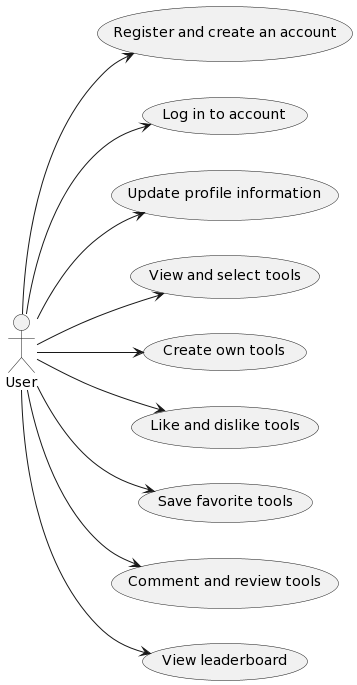 Register and create an account
Log in to account
Update profile information
View and select tools
Create own tools
User
Like and dislike tools
Save favorite tools
Comment and review tools
View leaderboard